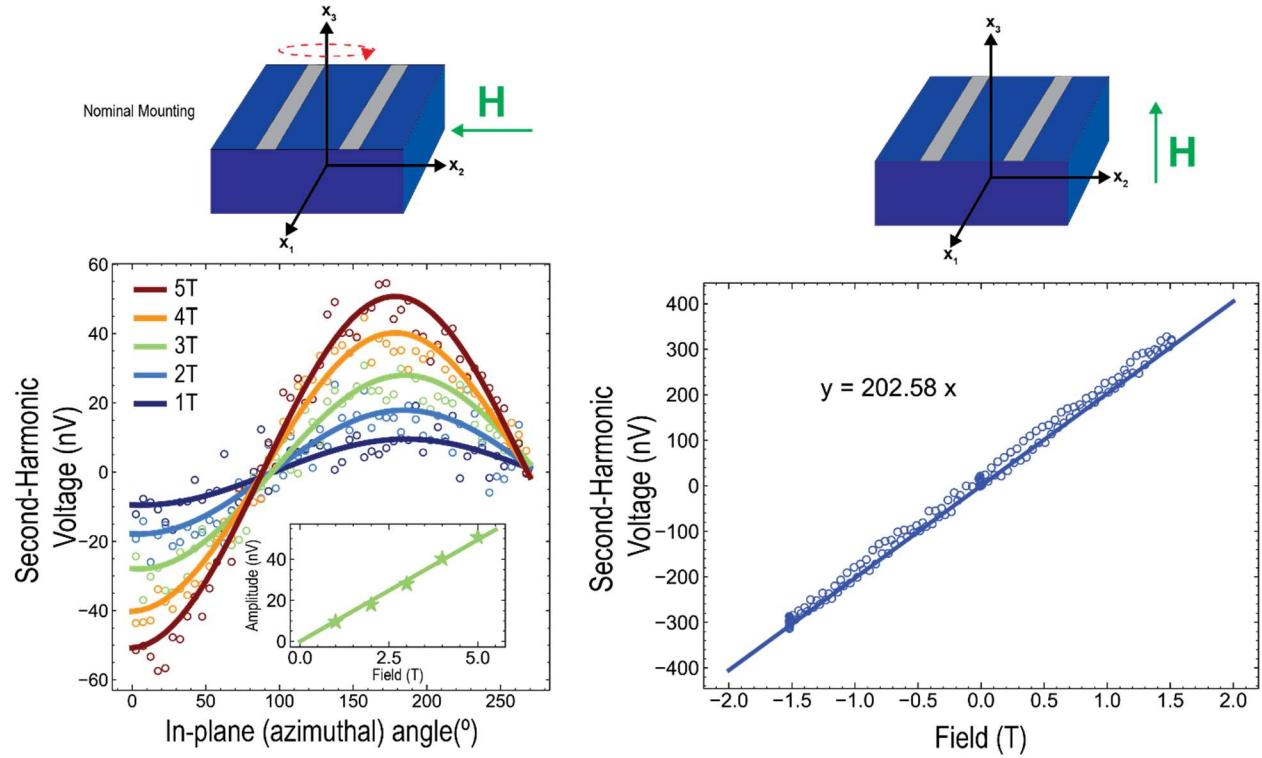 x₃
Nominal Mounting
H
x₂
x₁
x₃
H
x₂
x₁
60
40
20
0
−20
−40
−60
5T
4T
3T
2T
1T
Second-Harmonic
Voltage (nV)
0
50
100
150
200
250
In-plane (azimuthal) angle(º)
Amplitude (nV)
40
20
0
0.0
2.5
5.0
Field (T)
400
300
200
100
0
−100
−200
−300
−400
y = 202.58 x
Second-Harmonic
Voltage (nV)
−2.0
−1.5
−1.0
−0.5
0.0
0.5
1.0
1.5
2.0
Field (T)